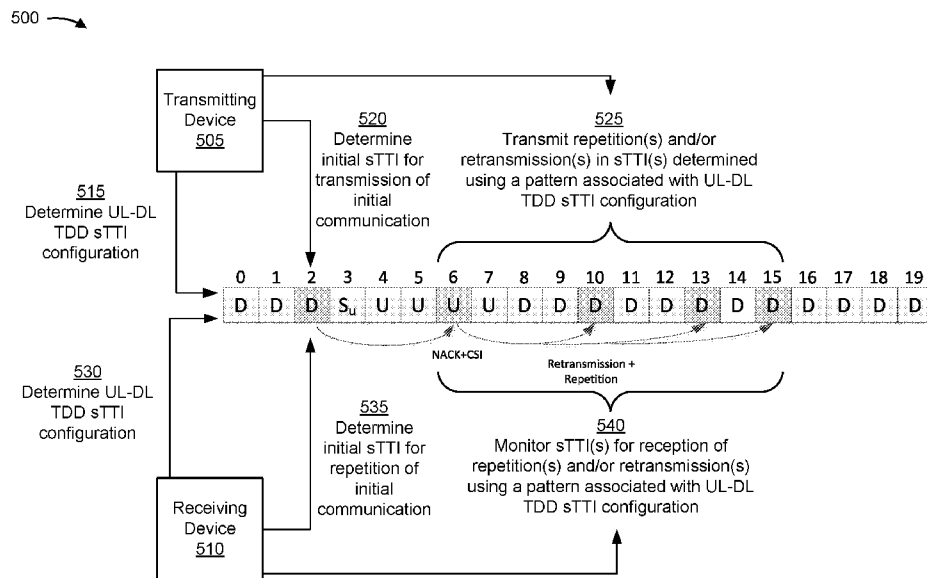 500
Transmitting
Device
505
520
Determine
initial sTTI for
transmission of
initial
communication
525
Transmit repetition(s) and/or
retransmission(s) in sTTI(s) determined
using a pattern associated with UL-DL
TDD sTTI configuration
515
Determine UL-DL
TDD sTTI
configuration
0 1 2 3 4 5 6 7 8 9 10 11 12 13 14 15 16 17 18 19
D D D Su U U U U D D D D D D D D D D D D
NACK+CSI
Retransmission +
Repetition
530
Determine UL-DL
TDD sTTI
configuration
535
Determine
initial sTTI for
repetition of
initial
communication
540
Monitor sTTI(s) for reception of
repetition(s) and/or retransmission(s)
using a pattern associated with UL-DL
TDD sTTI configuration
Receiving
Device
510